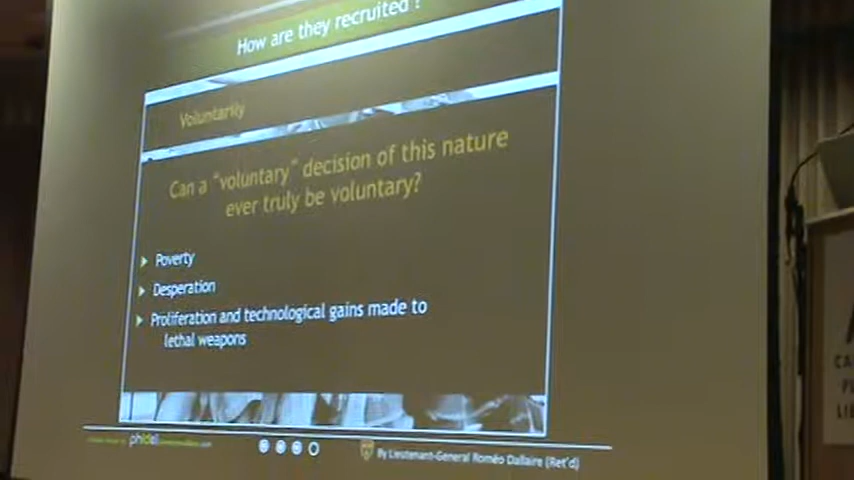 How are they recruited ?
Voluntarily
Can a "voluntary" decision of this nature
ever truly be voluntary?
Poverty
Desperation
Proliferation and technological gains made to
lethal weapons
phidel
By Lieutenant-General Roméo Dallaire (Ret'd)